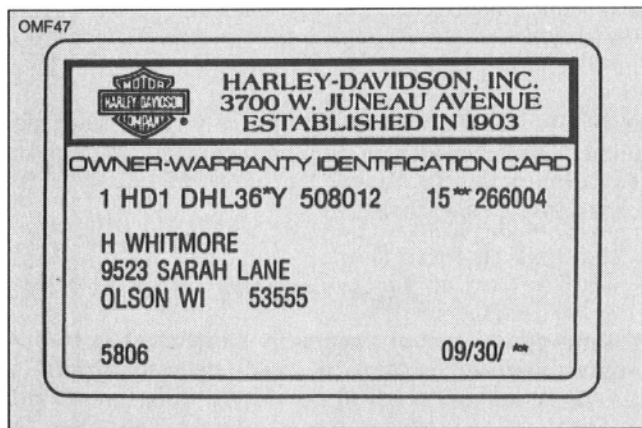 OMF47
MOTOR
HARLEY-DAVIDSON
COMPANY
®
HARLEY-DAVIDSON, INC.
3700 W. JUNEAU AVENUE
ESTABLISHED IN 1903
OWNER-WARRANTY IDENTIFICATION CARD
1 HD1 DHL36*Y 508012 15**266004
H WHITMORE
9523 SARAH LANE
OLSON WI 53555
5806 09/30/ **